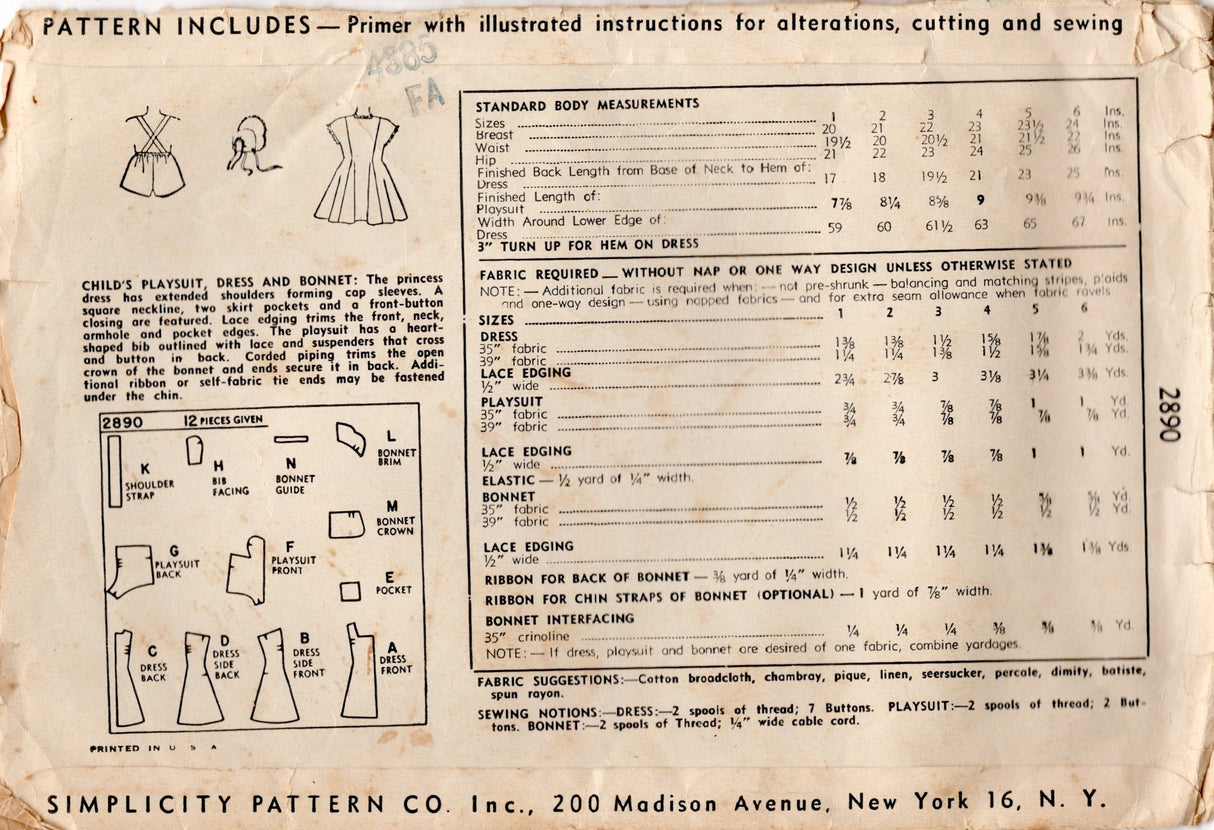 PATTERN INCLUDES — Primer with illustrated instructions for alterations, cutting and sewing
4385
FA
CHILD'S PLAYSUIT, DRESS AND BONNET: The princess
dress has extended shoulders forming cap sleeves. A
square neckline, two skirt pockets and a front-button
closing are featured. Lace edging trims the front, neck,
armhole and pocket edges. The playsuit has a heart-
shaped bib outlined with lace and suspenders that cross
and button in back. Corded piping trims the open
crown of the bonnet and ends secure it in back. Addi-
tional ribbon or self-fabric tie ends may be fastened
under the chin.
2890 12 PIECES GIVEN
K
SHOULDER
STRAP
H
BIB
FACING
N
BONNET
GUIDE
L
BONNET
BRIM
M
BONNET
CROWN
G
PLAYSUIT
BACK
F
PLAYSUIT
FRONT
E
POCKET
C
DRESS
BACK
D
DRESS
SIDE
BACK
B
DRESS
SIDE
FRONT
A
DRESS
FRONT
PRINTED IN U S A
STANDARD BODY MEASUREMENTS
Sizes 1 2 3 4 5 6 Ins.
Breast 20 21 22 23 23½ 24 Ins.
Waist 19½ 20 20½ 21 21½ 22 Ins.
Hip 21 22 23 24 25 26 Ins.
Finished Back Length from Base of Neck to Hem of:
Dress 17 18 19½ 21 23 25 Ins.
Finished Length of:
Playsuit 7⅞ 8¼ 8⅝ 9 9⅜ 9¾ Ins.
Width Around Lower Edge of:
Dress 59 60 61½ 63 65 67 Ins.
3" TURN UP FOR HEM ON DRESS
FABRIC REQUIRED — WITHOUT NAP OR ONE WAY DESIGN UNLESS OTHERWISE STATED
NOTE: — Additional fabric is required when: — not pre-shrunk — balancing and matching stripes, plaids
and one-way design — using napped fabrics — and for extra seam allowance when fabric ravels
SIZES 1 2 3 4 5 6
DRESS
35" fabric 1⅜ 1⅜ 1½ 1⅝ 1⅞ 2 Yds.
39" fabric 1¼ 1¼ 1⅜ 1½ 1⅝ 1¾ Yds.
LACE EDGING
½" wide 2¾ 2⅞ 3 3⅛ 3¼ 3⅜ Yds.
PLAYSUIT
35" fabric ¾ ¾ ⅞ ⅞ 1 1 Yd.
39" fabric ¾ ¾ ⅞ ⅞ ⅞ ⅞ Yd.
LACE EDGING
½" wide ⅞ ⅞ ⅞ ⅞ 1 1 Yd.
ELASTIC — ½ yard of ¼" width.
BONNET
35" fabric ½ ½ ½ ½ ⅝ ⅝ Yd.
39" fabric ½ ½ ½ ½ ½ ½ Yd.
LACE EDGING
½" wide 1¼ 1¼ 1¼ 1¼ 1⅜ 1⅜ Yds.
RIBBON FOR BACK OF BONNET — ⅜ yard of ¼" width.
RIBBON FOR CHIN STRAPS OF BONNET (OPTIONAL) — 1 yard of ⅞" width.
BONNET INTERFACING
35" crinoline ¼ ¼ ¼ ⅜ ⅜ ⅜ Yd.
NOTE: — If dress, playsuit and bonnet are desired of one fabric, combine yardages.
FABRIC SUGGESTIONS:—Cotton broadcloth, chambray, pique, linen, seersucker, percale, dimity, batiste,
spun rayon.
SEWING NOTIONS:—DRESS:—2 spools of thread; 7 Buttons. PLAYSUIT:—2 spools of thread; 2 But-
tons. BONNET:—2 spools of Thread; ¼" wide cable cord.
2890
SIMPLICITY PATTERN CO. Inc., 200 Madison Avenue, New York 16, N. Y.